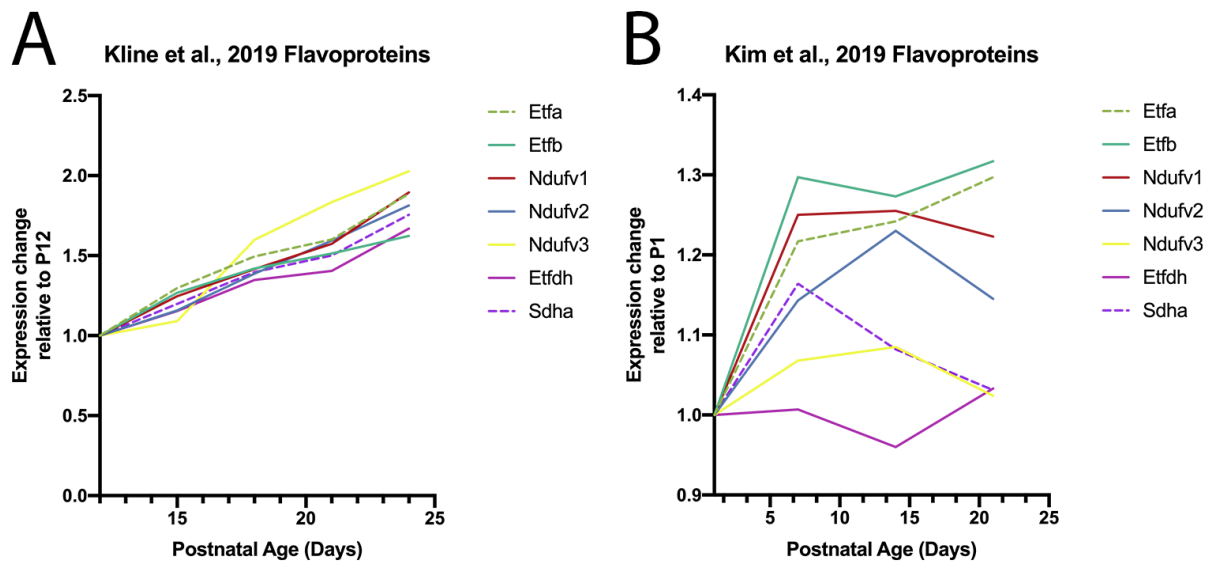 A
Kline et al., 2019 Flavoproteins
2.5
2.0
1.5
1.0
0.5
0.0
15
20
25
Expression change
relative to P12
Postnatal Age (Days)
Etfa
Etfb
Ndufv1
Ndufv2
Ndufv3
Etfdh
Sdha
B
Kim et al., 2019 Flavoproteins
1.4
1.3
1.2
1.1
1.0
0.9
5
10
15
20
25
Expression change
relative to P1
Postnatal Age (Days)
Etfa
Etfb
Ndufv1
Ndufv2
Ndufv3
Etfdh
Sdha